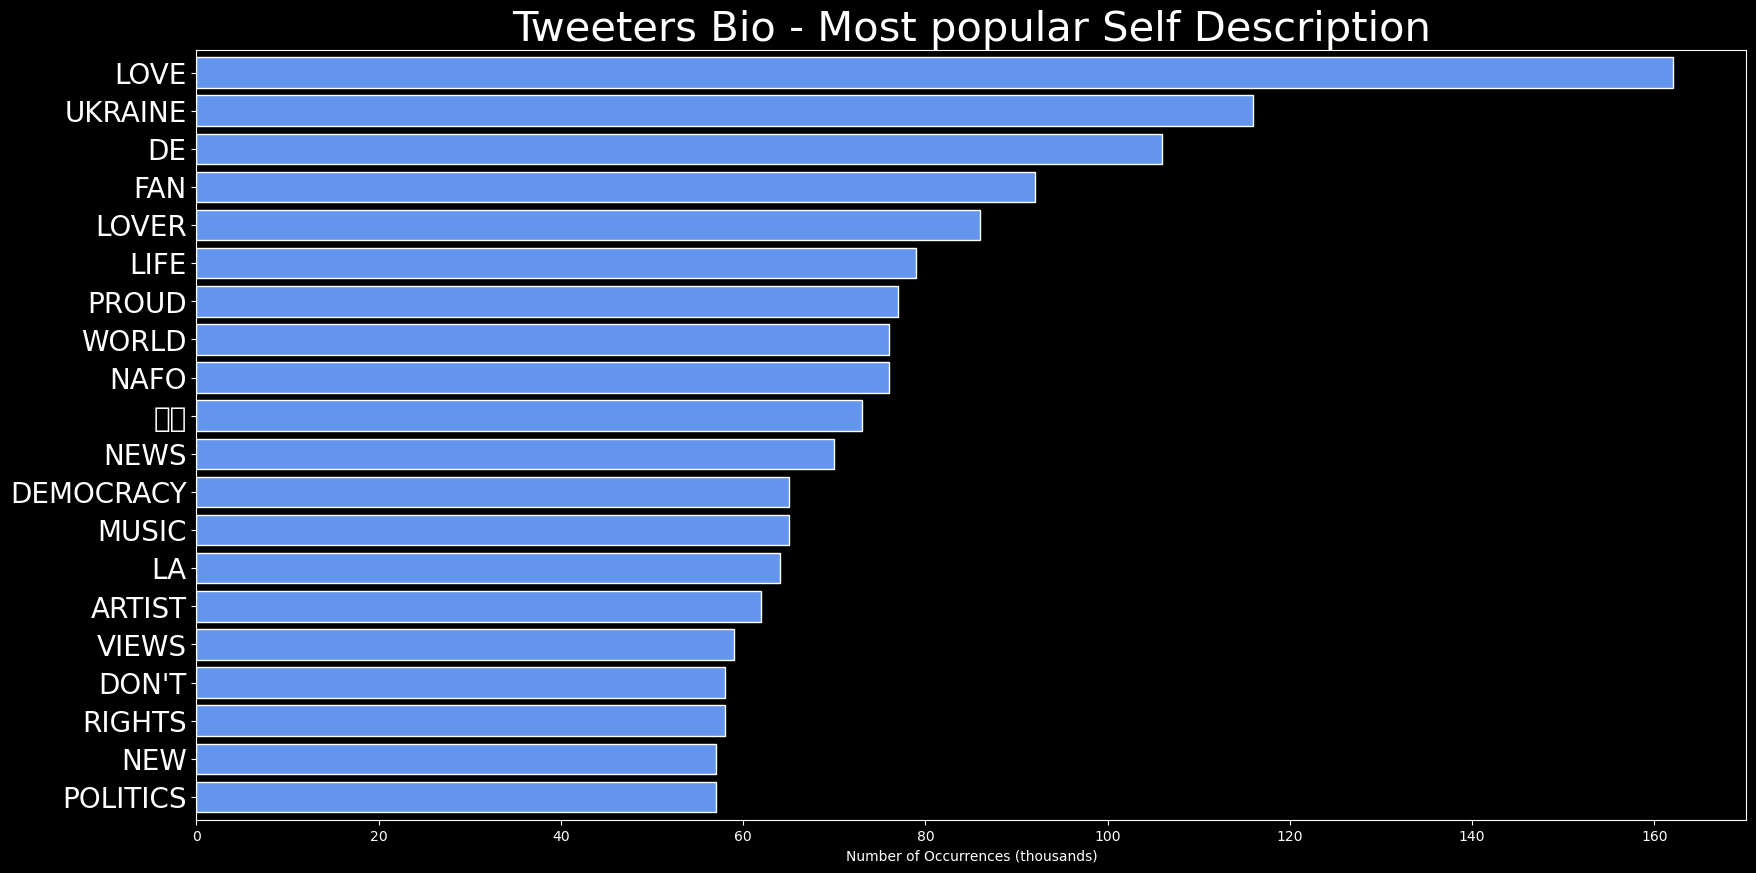 Tweeters Bio - Most popular Self Description
LOVE
UKRAINE
DE
FAN
LOVER
LIFE
PROUD
WORLD
NAFO
NEWS
DEMOCRACY
MUSIC
LA
ARTIST
VIEWS
DON'T
RIGHTS
NEW
POLITICS
0 20 40 60 80 100 120 140 160
Number of Occurrences (thousands)